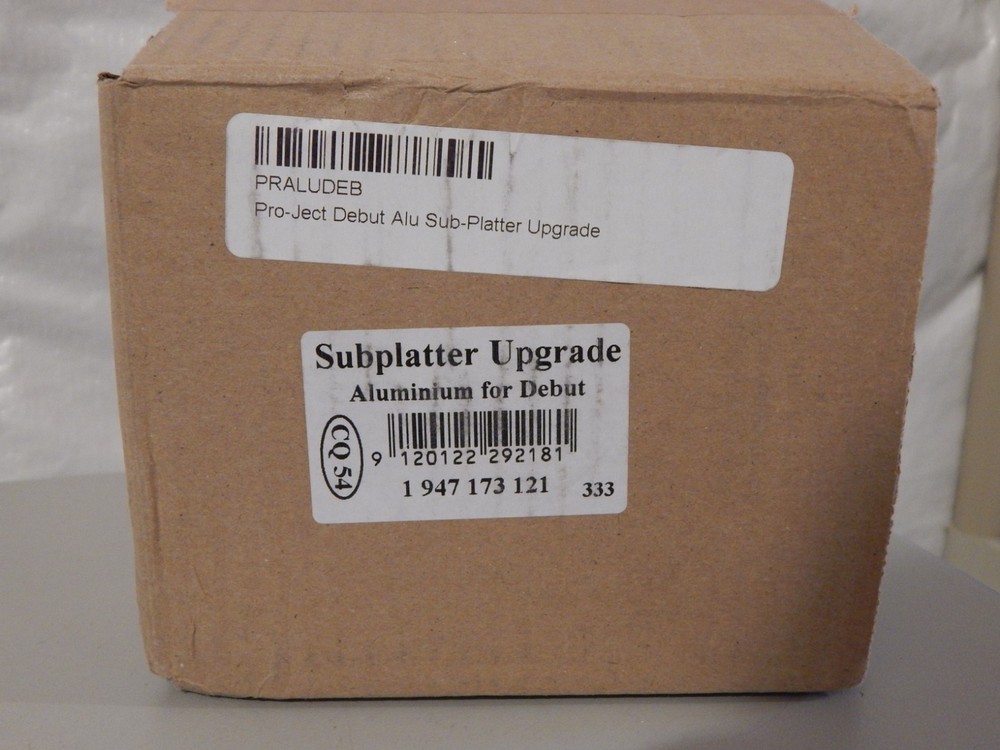 PRALUDEB
Pro-Ject Debut Alu Sub-Platter Upgrade
Subplatter Upgrade
Aluminium for Debut
CQ 54
9 120122 292181
1 947 173 121 333